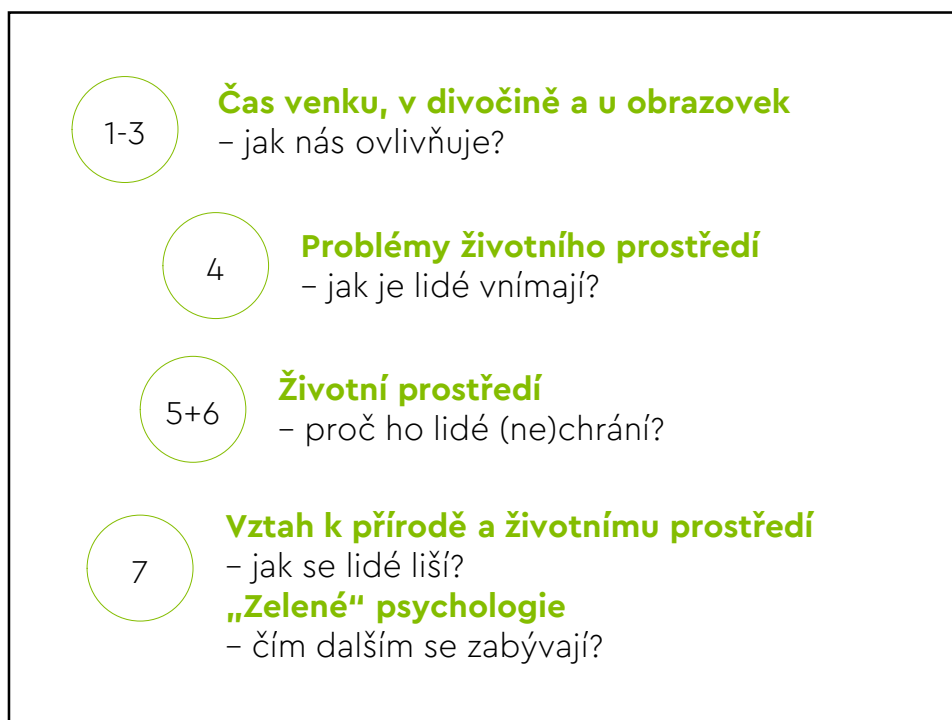 1-3
Čas venku, v divočině a u obrazovek
– jak nás ovlivňuje?
4
Problémy životního prostředí
– jak je lidé vnímají?
5+6
Životní prostředí
– proč ho lidé (ne)chrání?
7
Vztah k přírodě a životnímu prostředí
– jak se lidé liší?
„Zelené“ psychologie
– čím dalším se zabývají?